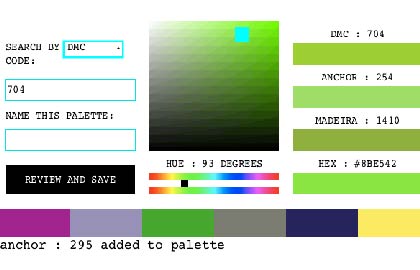 SEARCH BY DMC
CODE:
704
NAME THIS PALETTE:
REVIEW AND SAVE
HUE : 93 DEGREES
DMC : 704
ANCHOR : 254
MADEIRA : 1410
HEX : #8BE542
anchor : 295 added to palette